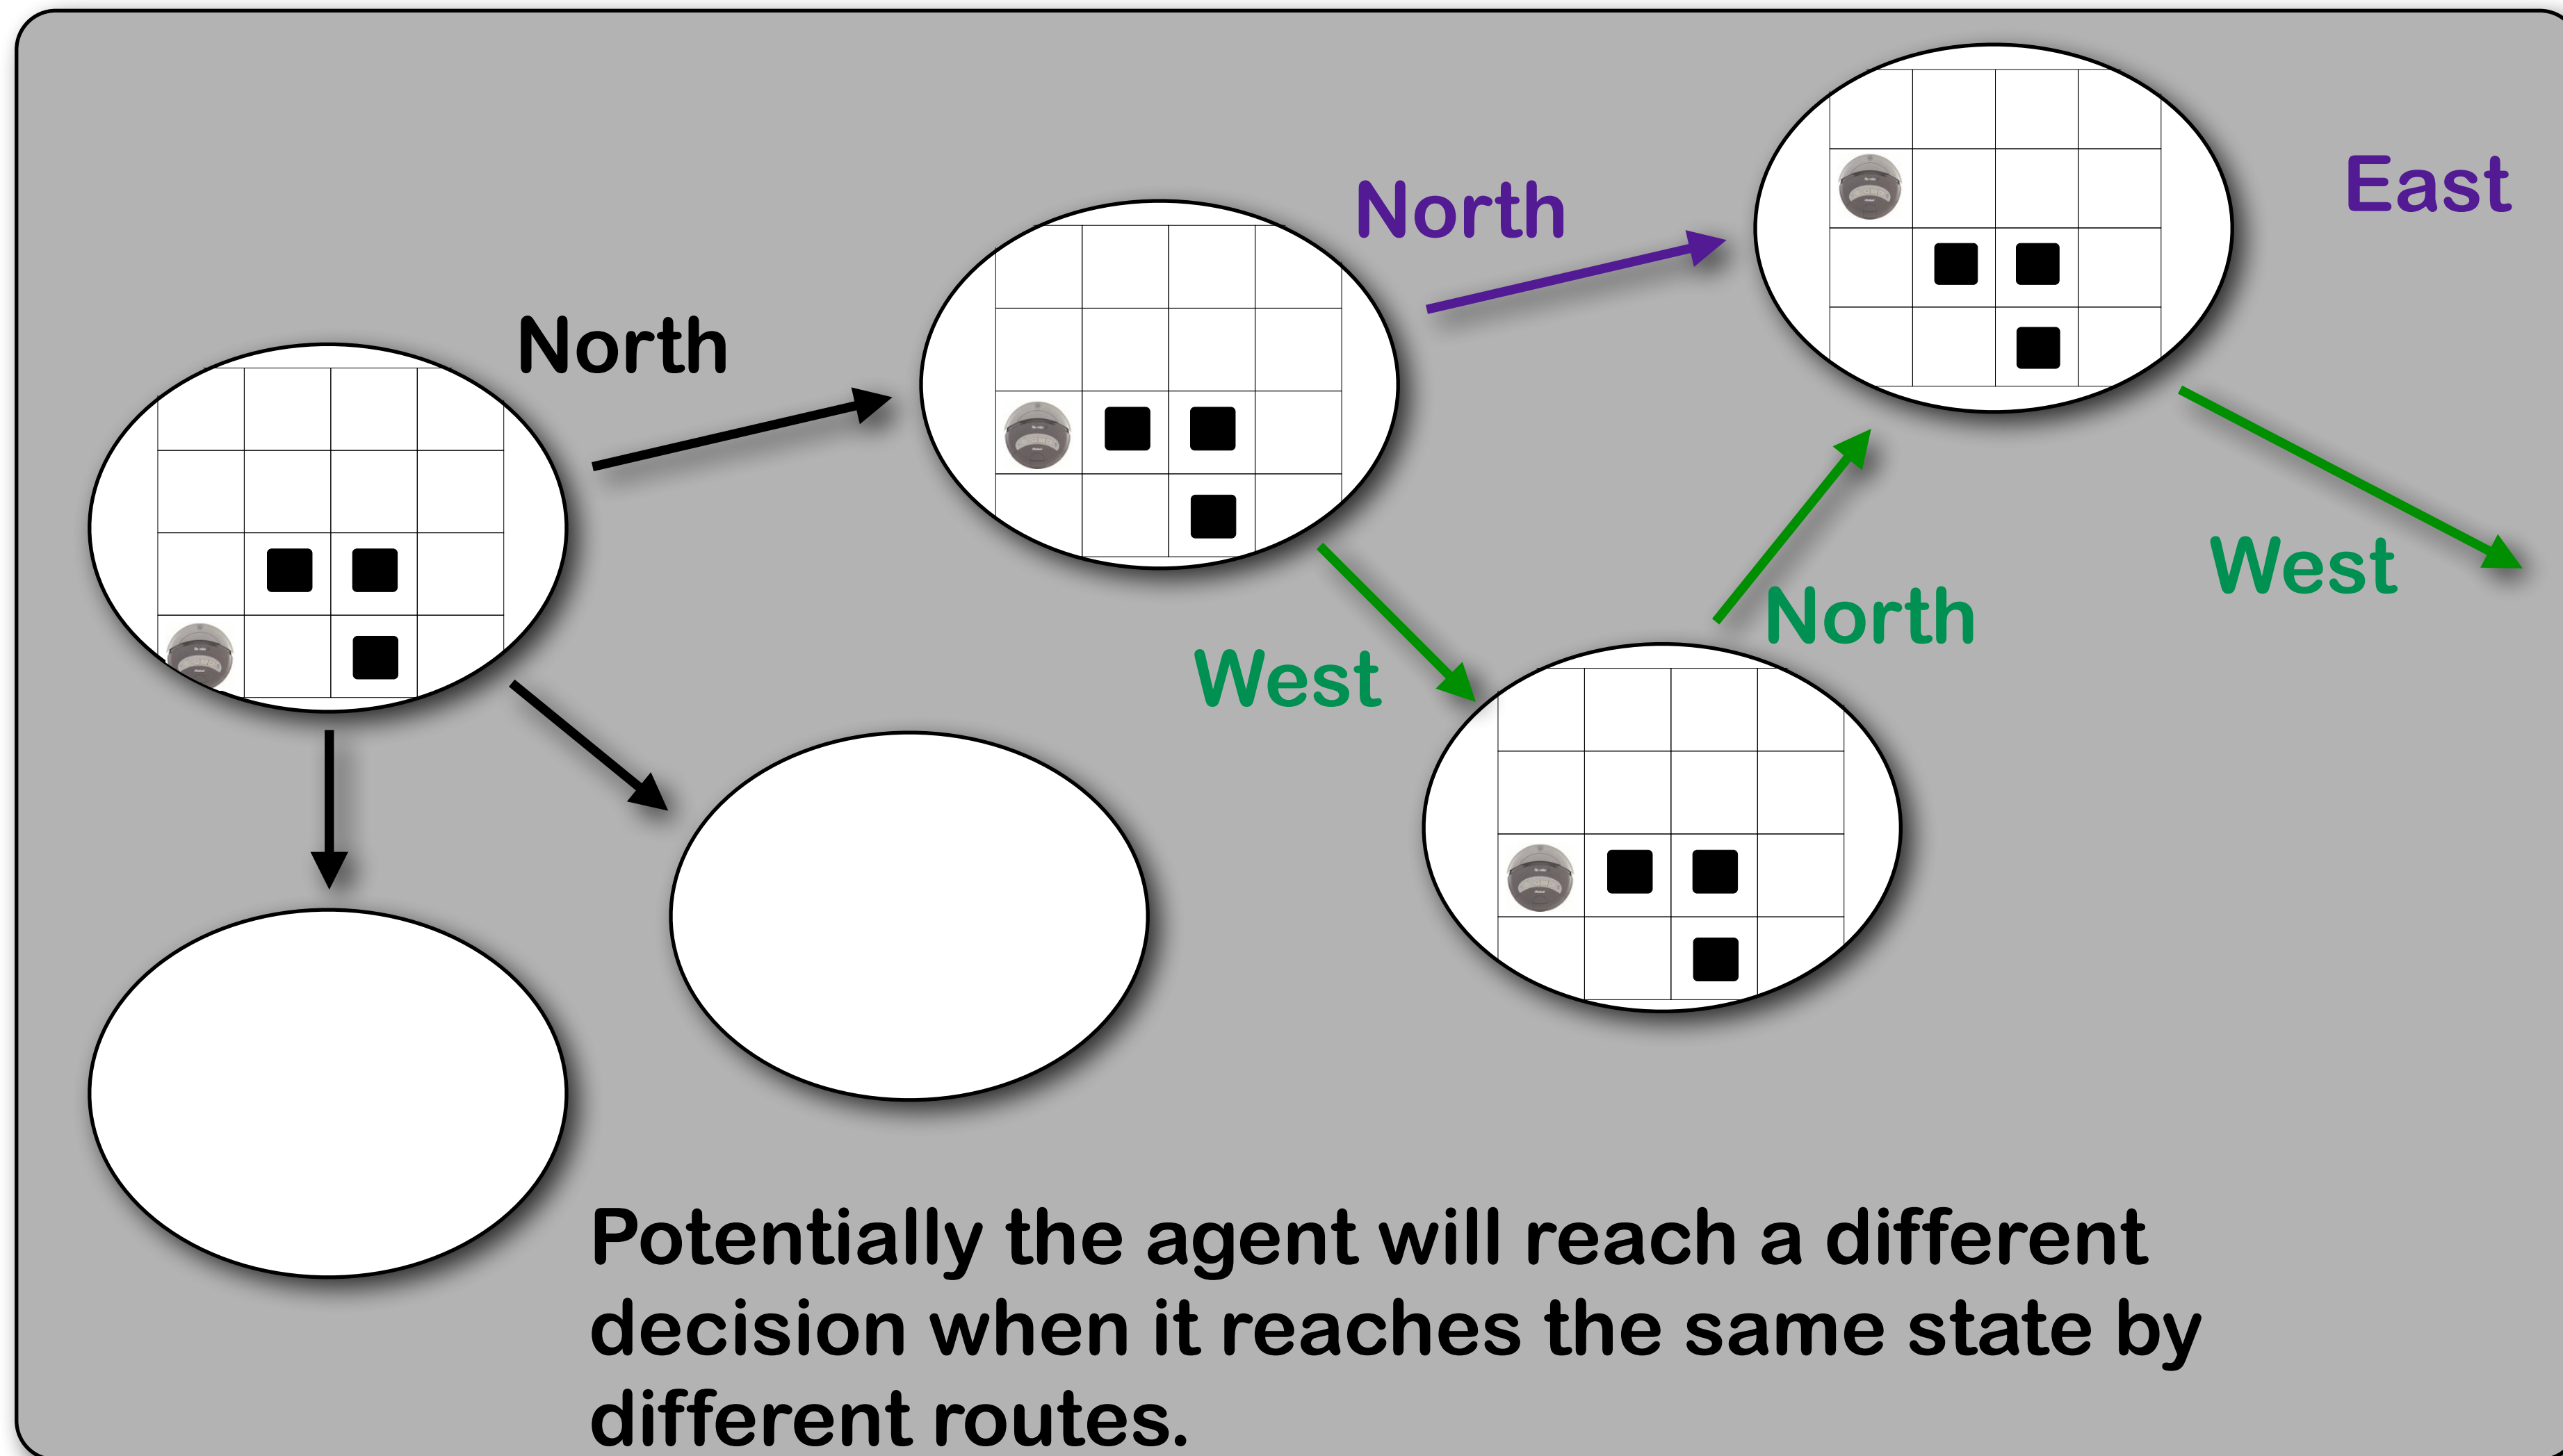 East
North
North
West
North
West
Potentially the agent will reach a different
decision when it reaches the same state by
different routes.